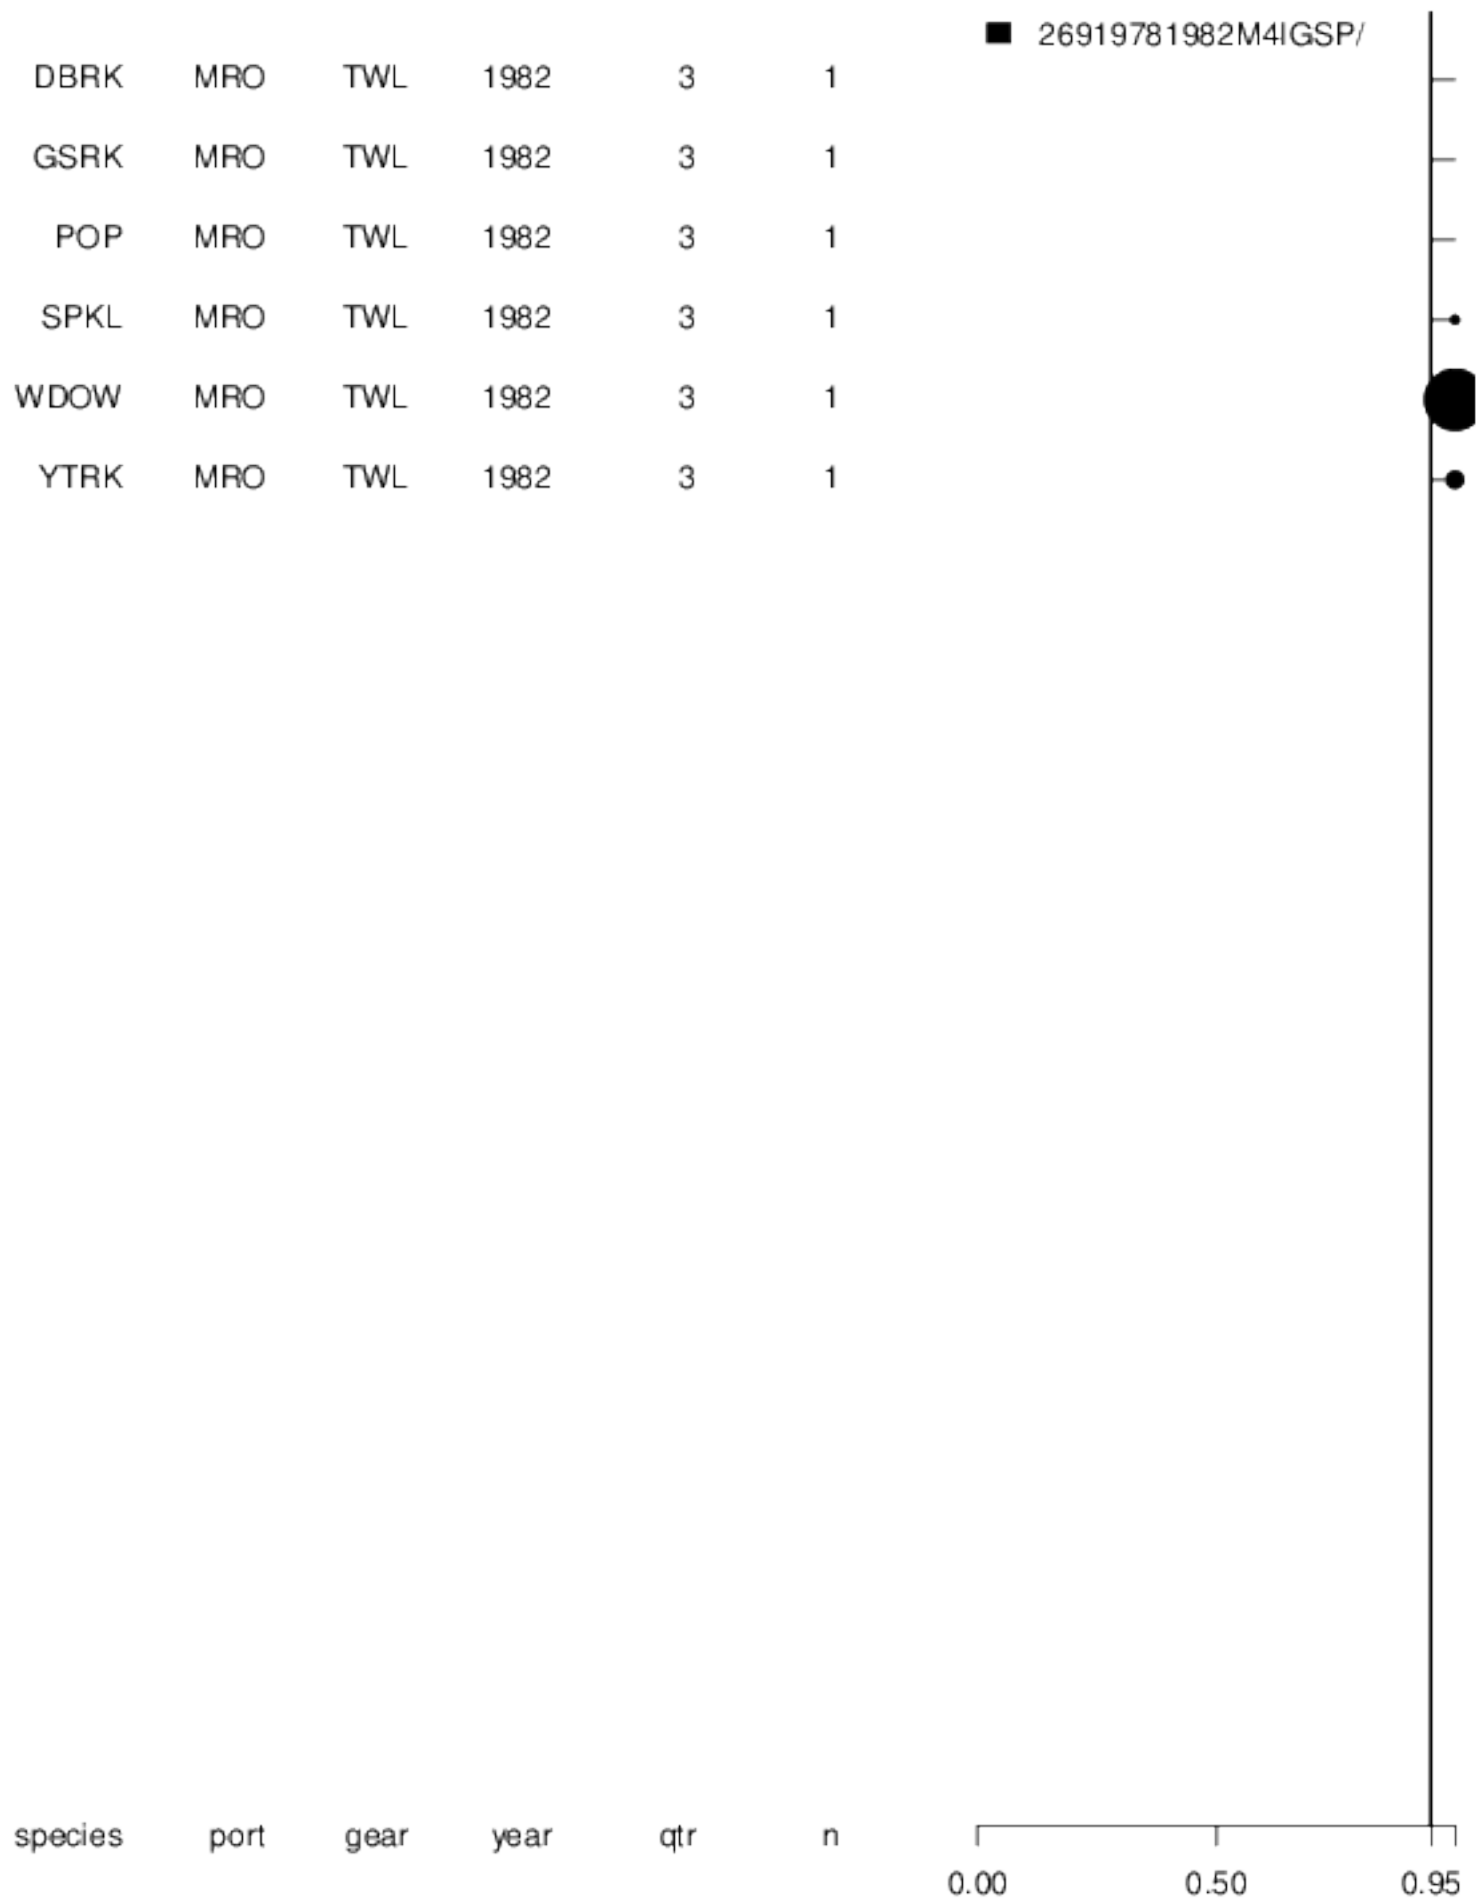 26919781982M4IGSP/
DBRK MRO TWL 1982 3 1
GSRK MRO TWL 1982 3 1
POP MRO TWL 1982 3 1
SPKL MRO TWL 1982 3 1
WDOW MRO TWL 1982 3 1
YTRK MRO TWL 1982 3 1
species port gear year qtr n
0.00 0.50 0.95